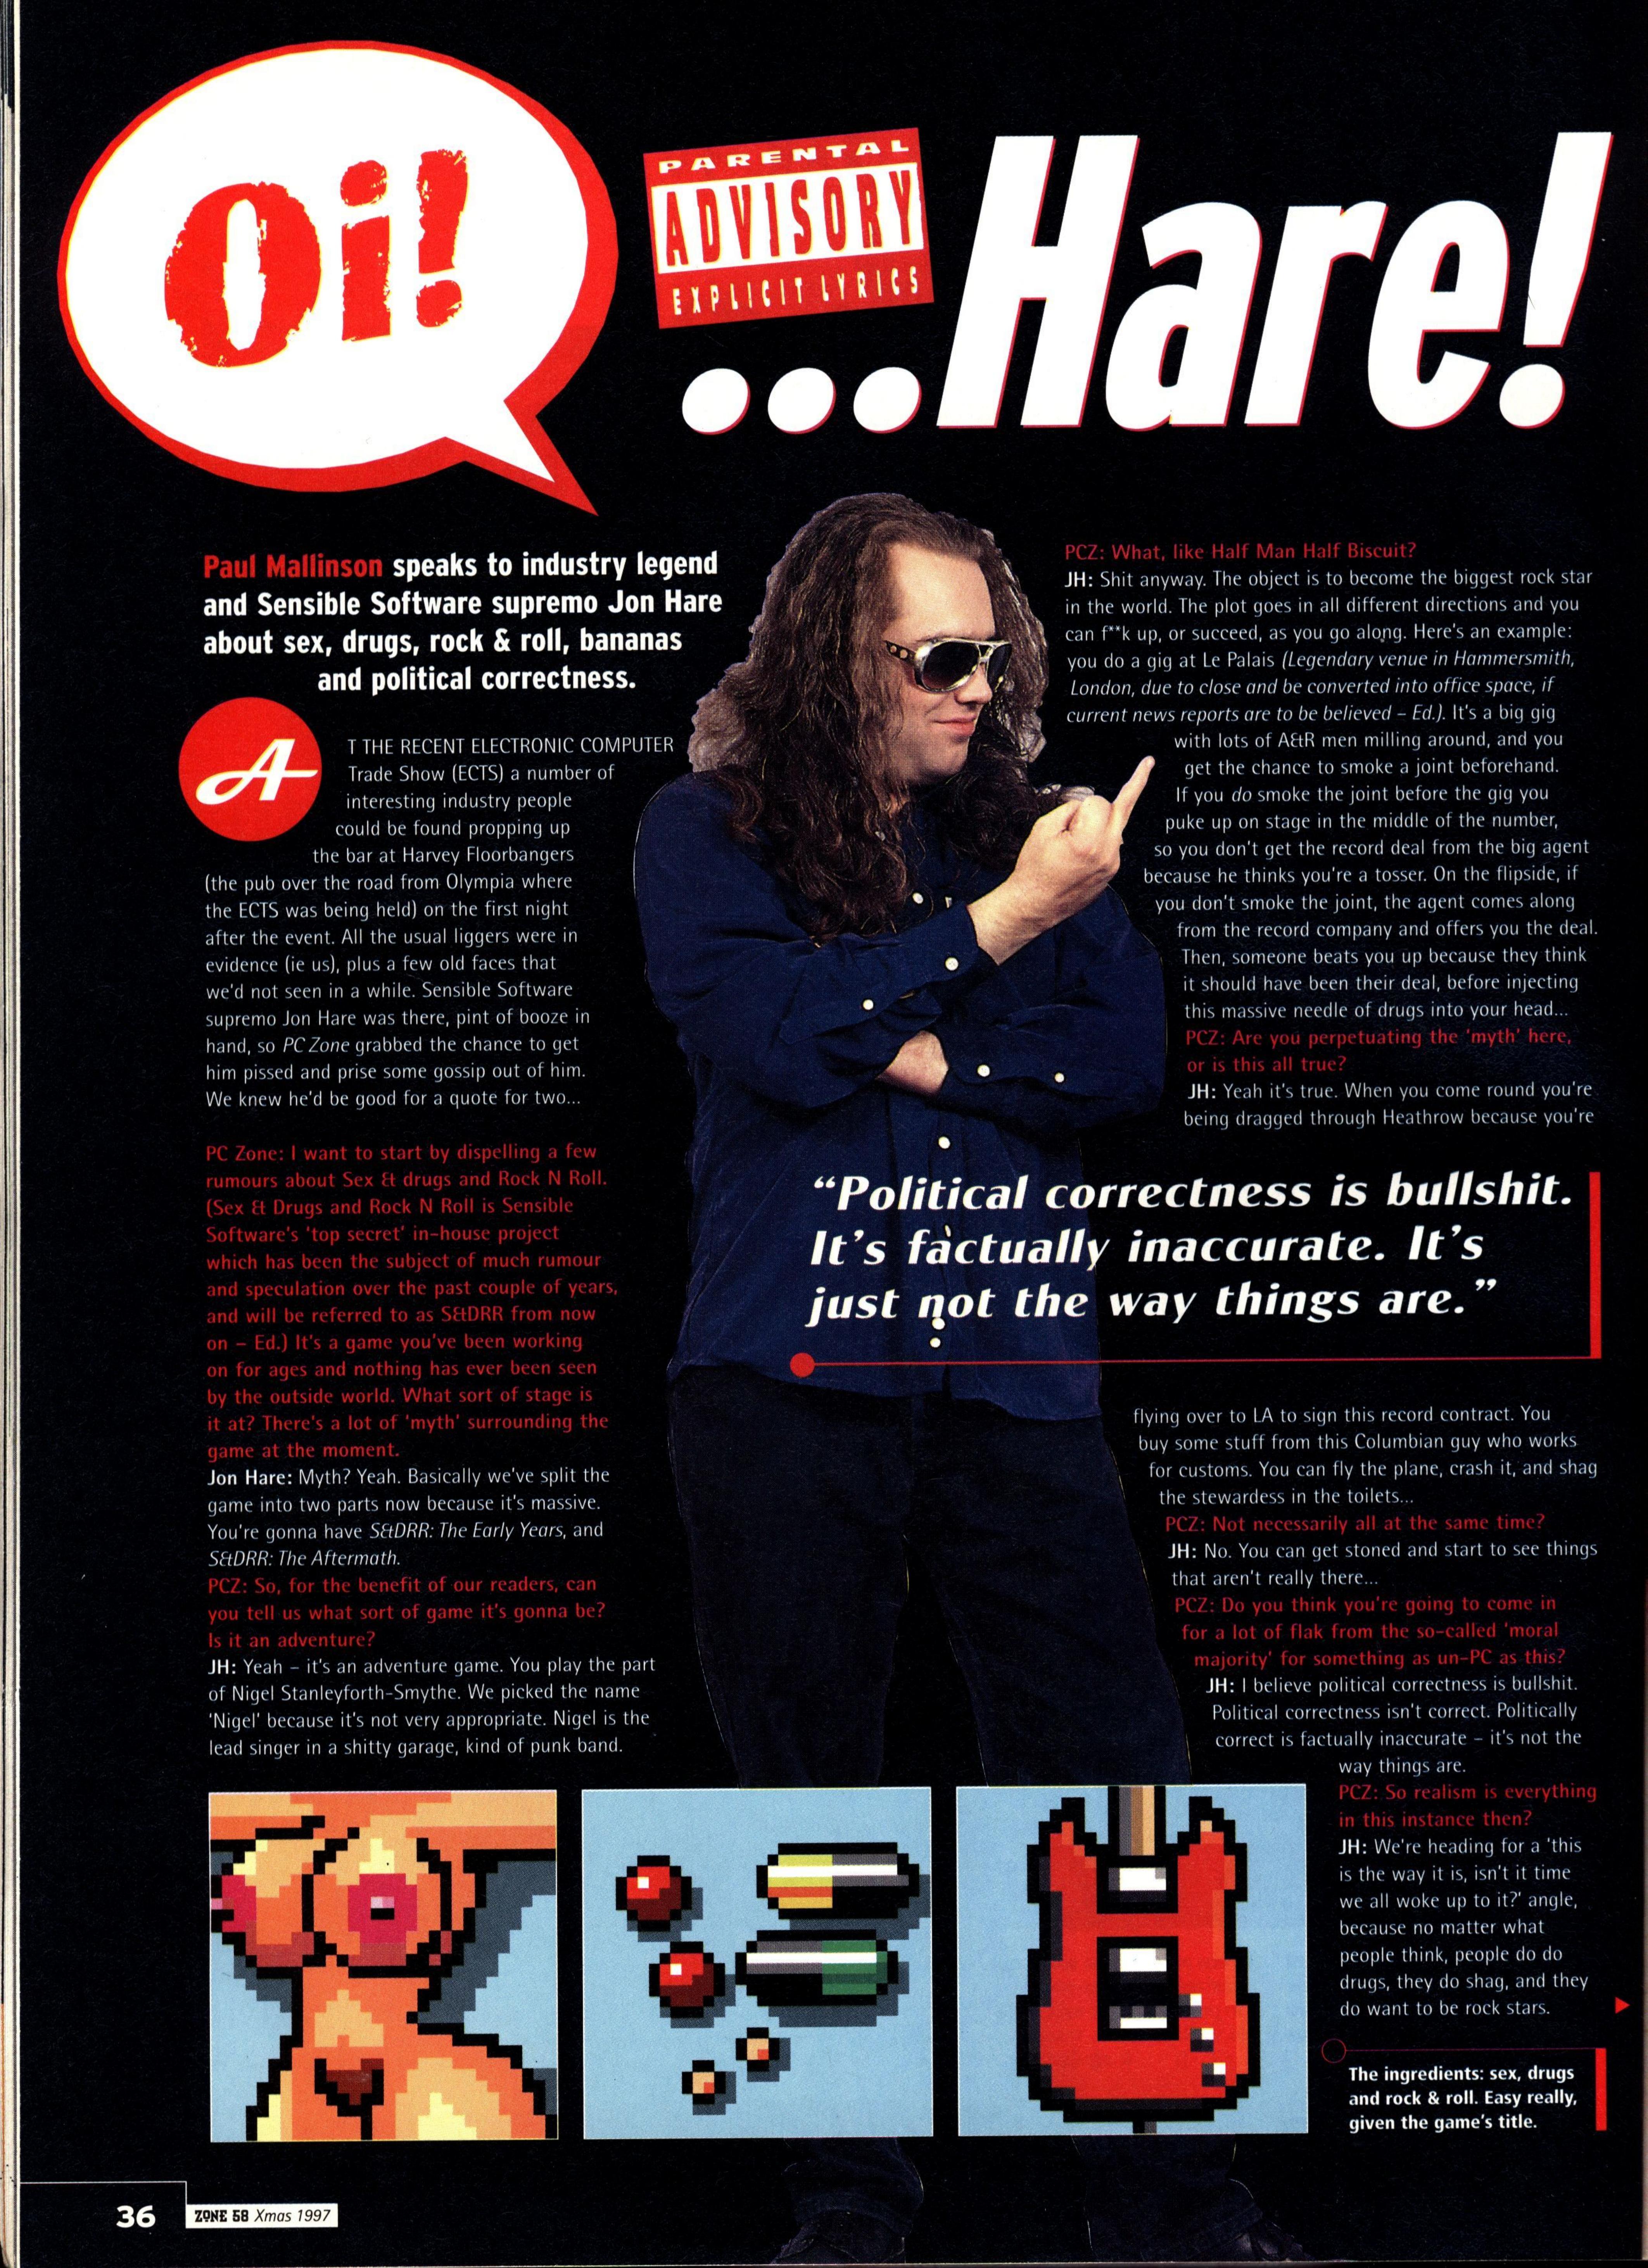 Oi!
PARENTAL
ADVISORY
EXPLICIT LYRICS
...Hare!
Paul Mallinson speaks to industry legend
and Sensible Software supremo Jon Hare
about sex, drugs, rock & roll, bananas
and political correctness.
AT THE RECENT ELECTRONIC COMPUTER
Trade Show (ECTS) a number of
interesting industry people
could be found propping up
the bar at Harvey Floorbangers
(the pub over the road from Olympia where
the ECTS was being held) on the first night
after the event. All the usual liggers were in
evidence (ie us), plus a few old faces that
we'd not seen in a while. Sensible Software
supremo Jon Hare was there, pint of booze in
hand, so PC Zone grabbed the chance to get
him pissed and prise some gossip out of him.
We knew he'd be good for a quote for two...
PC Zone: I want to start by dispelling a few
rumours about Sex & drugs and Rock N Roll.
(Sex & Drugs and Rock N Roll is Sensible
Software's 'top secret' in-house project
which has been the subject of much rumour
and speculation over the past couple of years,
and will be referred to as S&DRR from now
on – Ed.) It's a game you've been working
on for ages and nothing has ever been seen
by the outside world. What sort of stage is
it at? There's a lot of 'myth' surrounding the
game at the moment.
Jon Hare: Myth? Yeah. Basically we've split the
game into two parts now because it's massive.
You're gonna have S&DRR: The Early Years, and
S&DRR: The Aftermath.
PCZ: So, for the benefit of our readers, can
you tell us what sort of game it's gonna be?
Is it an adventure?
JH: Yeah – it's an adventure game. You play the part
of Nigel Stanleyforth-Smythe. We picked the name
'Nigel' because it's not very appropriate. Nigel is the
lead singer in a shitty garage, kind of punk band.
PCZ: What, like Half Man Half Biscuit?
JH: Shit anyway. The object is to become the biggest rock star
in the world. The plot goes in all different directions and you
can f**k up, or succeed, as you go along. Here's an example:
you do a gig at Le Palais (Legendary venue in Hammersmith,
London, due to close and be converted into office space, if
current news reports are to be believed – Ed.). It's a big gig
with lots of A&R men milling around, and you
get the chance to smoke a joint beforehand.
If you do smoke the joint before the gig you
puke up on stage in the middle of the number,
so you don't get the record deal from the big agent
because he thinks you're a tosser. On the flipside, if
you don't smoke the joint, the agent comes along
from the record company and offers you the deal.
Then, someone beats you up because they think
it should have been their deal, before injecting
this massive needle of drugs into your head...
PCZ: Are you perpetuating the 'myth' here,
or is this all true?
JH: Yeah it's true. When you come round you're
being dragged through Heathrow because you're
"Political correctness is bullshit.
It's factually inaccurate. It's
just not the way things are."
flying over to LA to sign this record contract. You
buy some stuff from this Columbian guy who works
for customs. You can fly the plane, crash it, and shag
the stewardess in the toilets...
PCZ: Not necessarily all at the same time?
JH: No. You can get stoned and start to see things
that aren't really there...
PCZ: Do you think you're going to come in
for a lot of flak from the so-called 'moral
majority' for something as un-PC as this?
JH: I believe political correctness is bullshit.
Political correctness isn't correct. Politically
correct is factually inaccurate – it's not the
way things are.
PCZ: So realism is everything
in this instance then?
JH: We're heading for a 'this
is the way it is, isn't it time
we all woke up to it?' angle,
because no matter what
people think, people do do
drugs, they do shag, and they
do want to be rock stars.
The ingredients: sex, drugs
and rock & roll. Easy really,
given the game's title.
36
ZONE 58 Xmas 1997